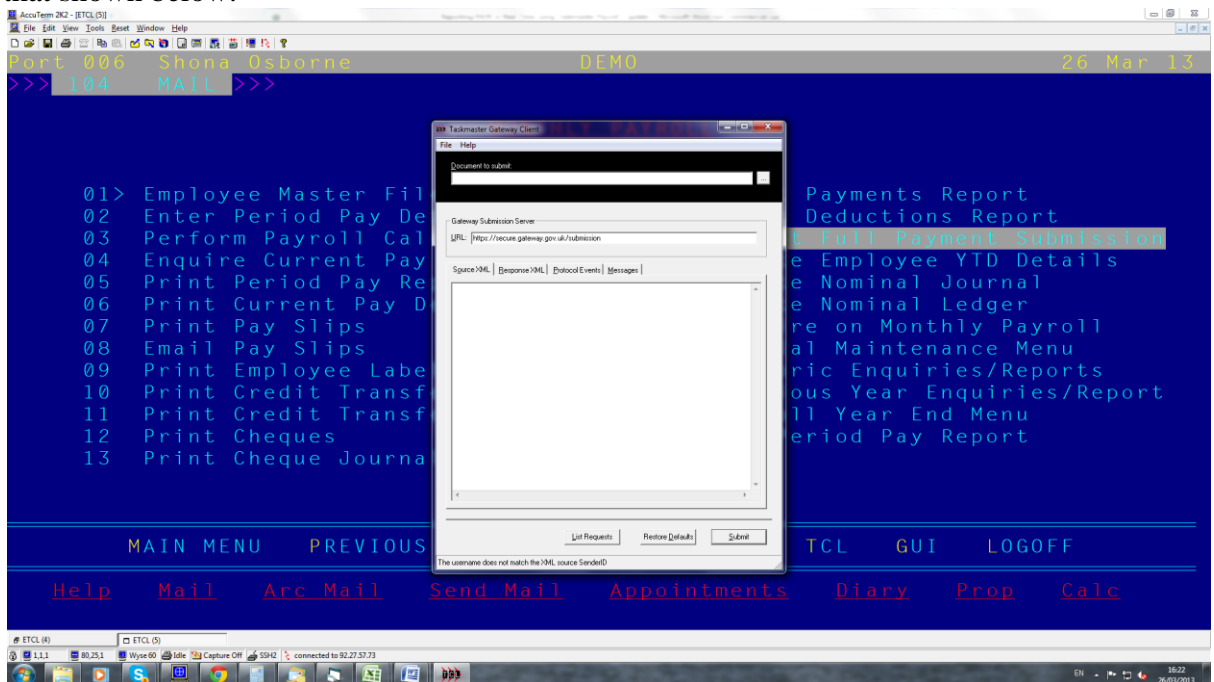 that shown below.
AccuTerm 2K2 - [ETCL (5)]
File Edit View Tools Reset Window Help
Port 006 Shona Osborne DEMO 26 Mar 13
>>> 104 MAIL >>>
Taskmaster Gateway Client
File Help
Document to submit:
...
Gateway Submission Server
URL: https://secure.gateway.gov.uk/submission
Source XML Response XML Protocol Events Messages
List Requests Restore Defaults Submit
The username does not match the XML source SenderID
01> Employee Master Fil
02 Enter Period Pay De
03 Perform Payroll Cal
04 Enquire Current Pay
05 Print Period Pay Re
06 Print Current Pay D
07 Print Pay Slips
08 Email Pay Slips
09 Print Employee Labe
10 Print Credit Transf
11 Print Credit Transf
12 Print Cheques
13 Print Cheque Journa
Payments Report
Deductions Report
t Full Payment Submission
e Employee YTD Details
e Nominal Journal
e Nominal Ledger
re on Monthly Payroll
al Maintenance Menu
ric Enquiries/Reports
ous Year Enquiries/Report
ll Year End Menu
eriod Pay Report
MAIN MENU PREVIOUS TCL GUI LOGOFF
Help Mail Arc Mail Send Mail Appointments Diary Prop Calc
ETCL (4) ETCL (5)
1,1,1 80,25,1 Wyse 60 Idle Capture Off SSH2 connected to 92.27.57.73
EN 16:22
26/03/2013